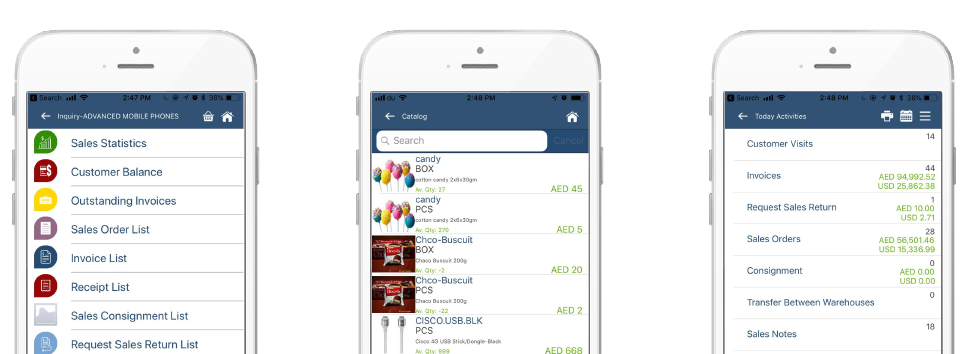 Search 2:47 PM 38%
Inquiry-ADVANCED MOBILE PHONES
Sales Statistics
Customer Balance
Outstanding Invoices
Sales Order List
Invoice List
Receipt List
Sales Consignment List
Request Sales Return List
du 2:48 PM
Catalog
Search Cancel
candy
BOX
cotton candy 2x6x30gm
Av. Qty: 27 AED 45
candy
PCS
cotton candy 2x6x30gm
Av. Qty: 270 AED 5
Chco-Buscuit
BOX
Chaco Buscuit 200g
Av. Qty: -2 AED 20
Chco-Buscuit
PCS
Chaco Buscuit 200g
Av. Qty: -22 AED 2
CISCO.USB.BLK
PCS
Cisco 4G USB Stick/Dongle-Black
Av. Qty: 999 AED 668
Search 2:48 PM 38%
Today Activities
14
Customer Visits
44
Invoices AED 94,992.52
USD 25,862.38
1
Request Sales Return AED 10.00
USD 2.71
28
Sales Orders AED 56,501.46
USD 15,336.99
0
Consignment AED 0.00
USD 0.00
0
Transfer Between Warehouses
18
Sales Notes